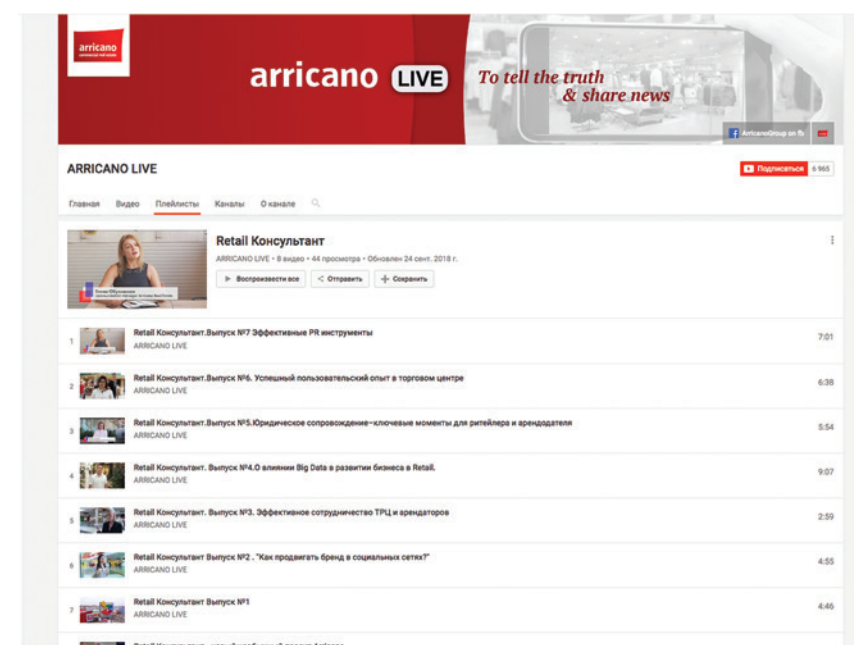 arricano
arricano LIVE
To tell the truth
& share news
ArricanoGroup on fb
ARRICANO LIVE
Подписаться 6 965
Главная Видео Плейлисты Каналы О канале
Retail Консультант
ARRICANO LIVE • 8 видео • 44 просмотра • Обновлен 24 сент. 2018 г.
Воспроизвести все Отправить Сохранить
1 Retail Консультант.Выпуск №7 Эффективные PR инструменты 7:01
ARRICANO LIVE
2 Retail Консультант.Выпуск №6. Успешный пользовательский опыт в торговом центре 6:38
ARRICANO LIVE
3 Retail Консультант.Выпуск №5.Юридическое сопровождение–ключевые моменты для ритейлера и арендодателя 5:54
ARRICANO LIVE
4 Retail Консультант. Выпуск №4.О влиянии Big Data в развитии бизнеса в Retail. 9:07
ARRICANO LIVE
5 Retail Консультант. Выпуск №3. Эффективное сотрудничество ТРЦ и арендаторов 2:59
ARRICANO LIVE
6 Retail Консультант Выпуск №2 . "Как продвигать бренд в социальных сетях?" 4:55
ARRICANO LIVE
7 Retail Консультант Выпуск №1 4:46
ARRICANO LIVE